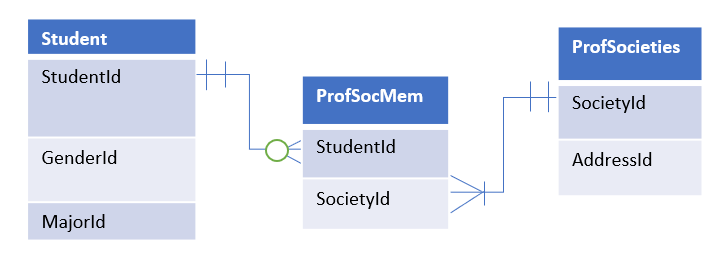 Student
StudentId
GenderId
MajorId
ProfSocMem
StudentId
SocietyId
ProfSocieties
SocietyId
AddressId